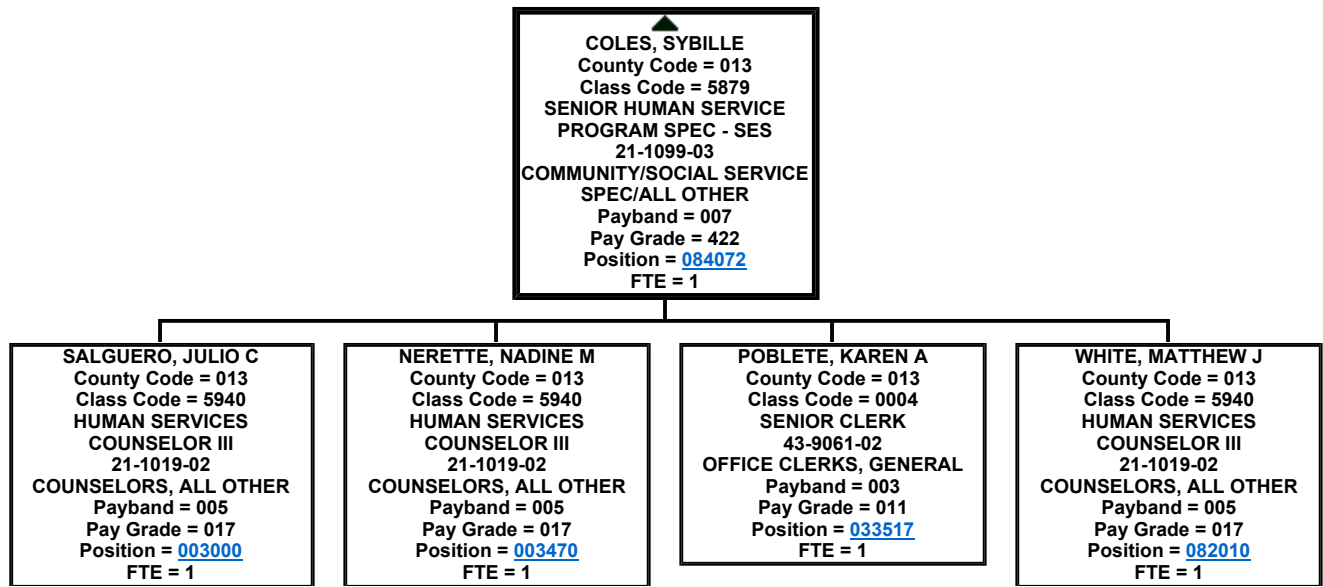 COLES, SYBILLE
County Code = 013
Class Code = 5879
SENIOR HUMAN SERVICE
PROGRAM SPEC - SES
21-1099-03
COMMUNITY/SOCIAL SERVICE
SPEC/ALL OTHER
Payband = 007
Pay Grade = 422
Position = 084072
FTE = 1
SALGUERO, JULIO C
County Code = 013
Class Code = 5940
HUMAN SERVICES
COUNSELOR III
21-1019-02
COUNSELORS, ALL OTHER
Payband = 005
Pay Grade = 017
Position = 003000
FTE = 1
NERETTE, NADINE M
County Code = 013
Class Code = 5940
HUMAN SERVICES
COUNSELOR III
21-1019-02
COUNSELORS, ALL OTHER
Payband = 005
Pay Grade = 017
Position = 003470
FTE = 1
POBLETE, KAREN A
County Code = 013
Class Code = 0004
SENIOR CLERK
43-9061-02
OFFICE CLERKS, GENERAL
Payband = 003
Pay Grade = 011
Position = 033517
FTE = 1
WHITE, MATTHEW J
County Code = 013
Class Code = 5940
HUMAN SERVICES
COUNSELOR III
21-1019-02
COUNSELORS, ALL OTHER
Payband = 005
Pay Grade = 017
Position = 082010
FTE = 1